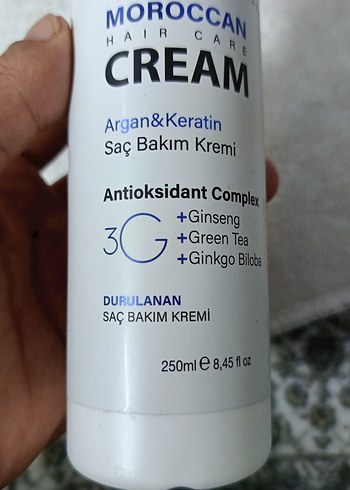 MOROCCAN
HAIR CARE
CREAM
Argan&Keratin
Saç Bakım Kremi
Antioksidant Complex
3G
+Ginseng
+Green Tea
+Ginkgo Biloba
DURULANAN
SAÇ BAKIM KREMİ
250ml ℮ 8,45 fl oz